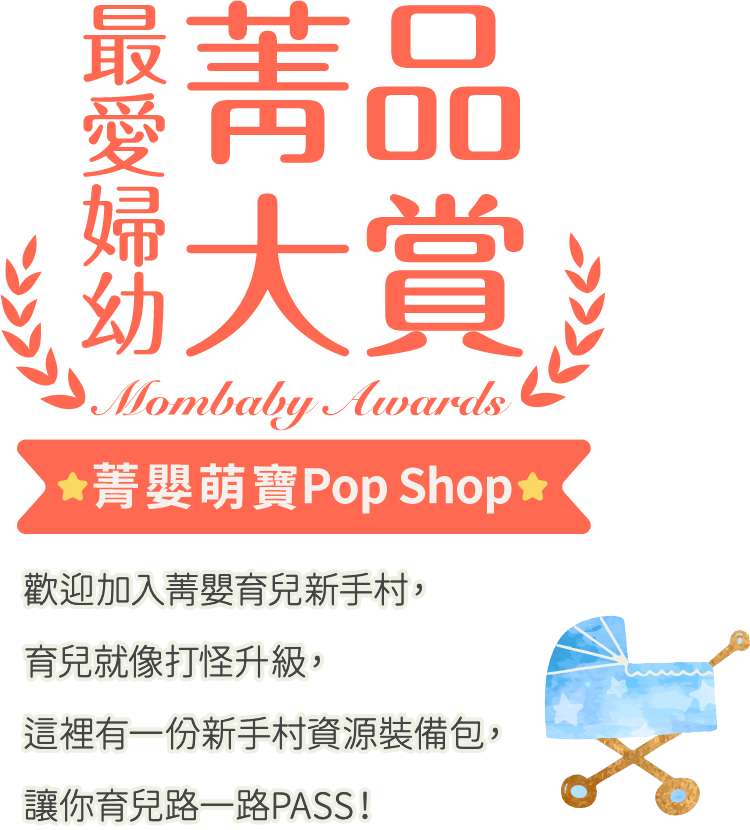 最愛婦幼
菁品
大賞
Mombaby Awards
菁嬰萌寶Pop Shop
歡迎加入菁嬰育兒新手村，
育兒就像打怪升級，
這裡有一份新手村資源裝備包，
讓你育兒路一路PASS！